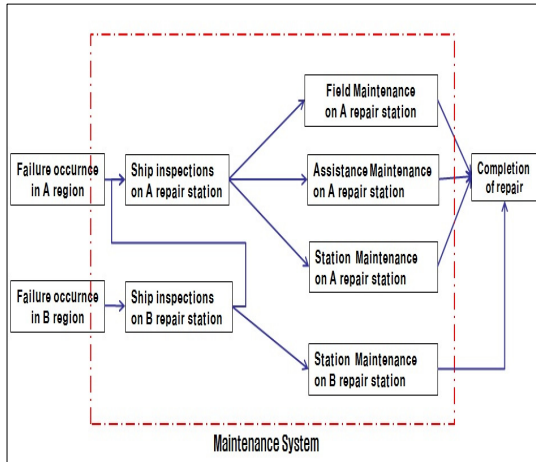 Field Maintenance
on A repair station
Failure occurnce
in A region
Ship inspections
on A repair station
Assistance Maintenance
on A repair station
Completion
of repair
Station Maintenance
on A repair station
Failure occurnce
in B region
Ship inspections
on B repair station
Station Maintenance
on B repair station
Maintenance System